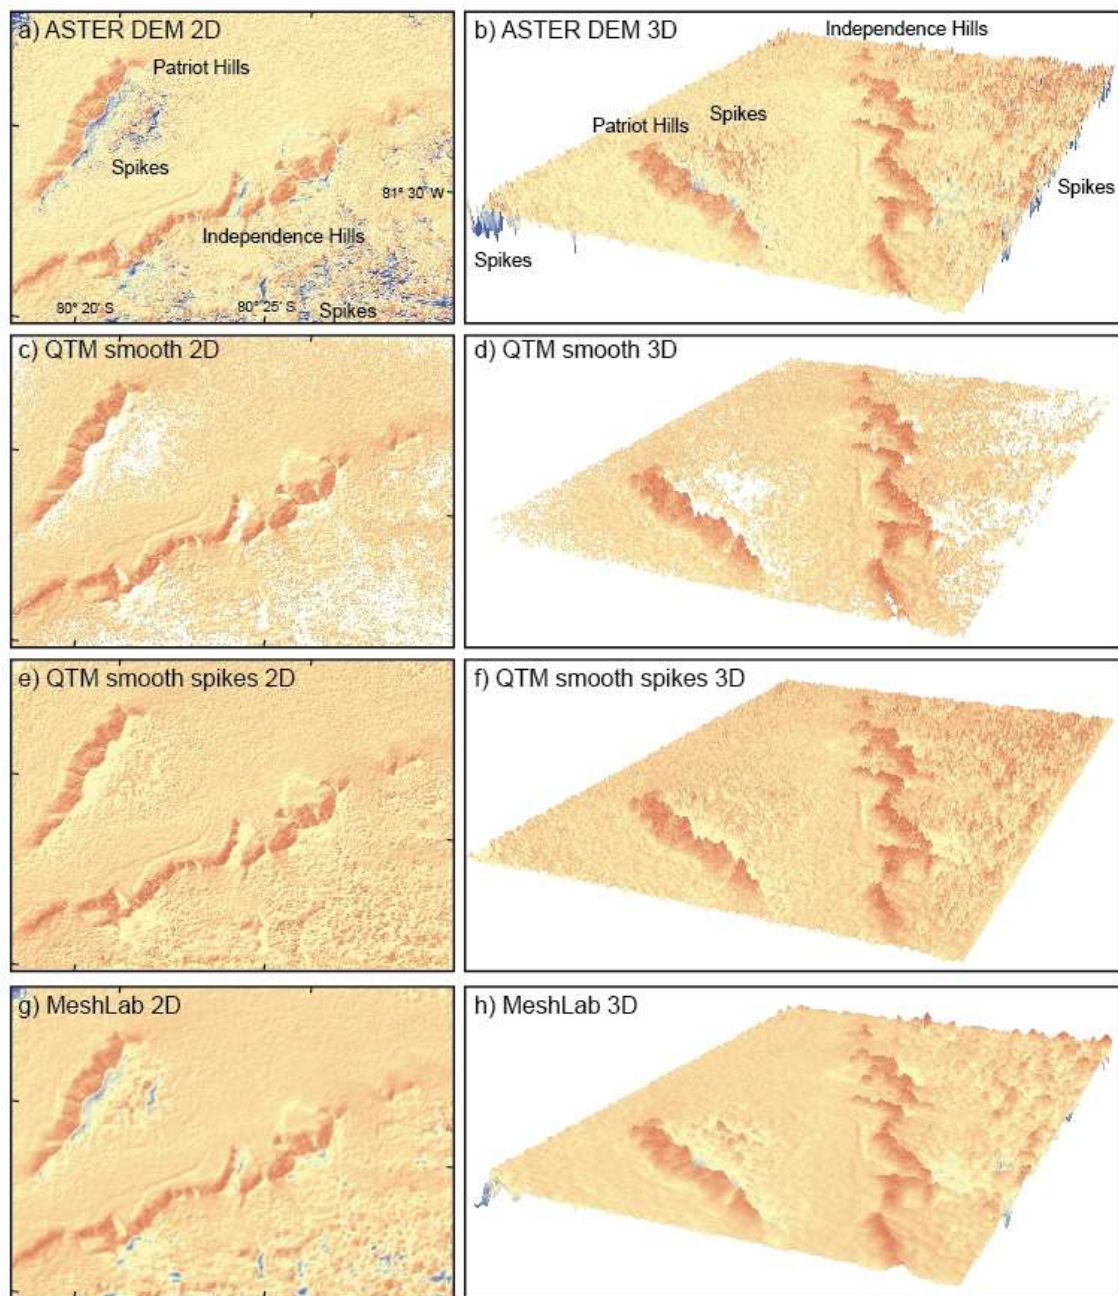 a) ASTER DEM 2D
Patriot Hills
Spikes
81° 30' W
Independence Hills
80° 20' S
80° 25' S
Spikes
b) ASTER DEM 3D
Independence Hills
Spikes
Patriot Hills
Spikes
Spikes
c) QTM smooth 2D
d) QTM smooth 3D
e) QTM smooth spikes 2D
f) QTM smooth spikes 3D
g) MeshLab 2D
h) MeshLab 3D